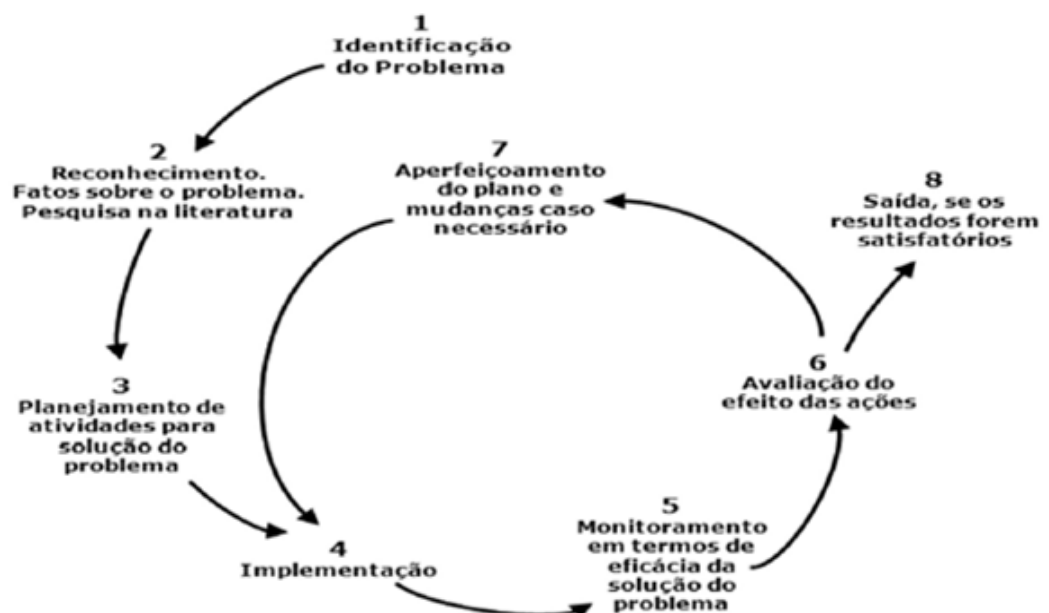 1
Identificação
do Problema
2
Reconhecimento.
Fatos sobre o problema.
Pesquisa na literatura
3
Planejamento de
atividades para
solução do
problema
4
Implementação
5
Monitoramento
em termos de
eficácia da
solução do
problema
6
Avaliação do
efeito das ações
7
Aperfeiçoamento
do plano e
mudanças caso
necessário
8
Saída, se os
resultados forem
satisfatórios